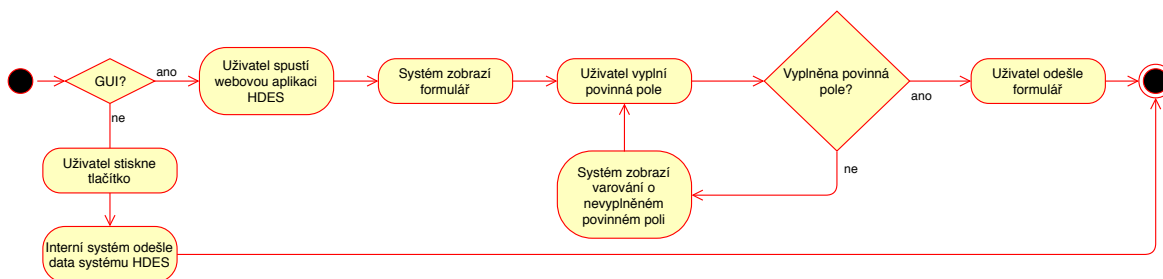 GUI?
ano
ne
Uživatel spustí
webovou aplikaci
HDES
Systém zobrazí
formulář
Uživatel vyplní
povinná pole
Vyplněna povinná
pole?
ano
ne
Uživatel odešle
formulář
Uživatel stiskne
tlačítko
Systém zobrazí
varování o
nevyplněném
povinném poli
Interní systém odešle
data systému HDES